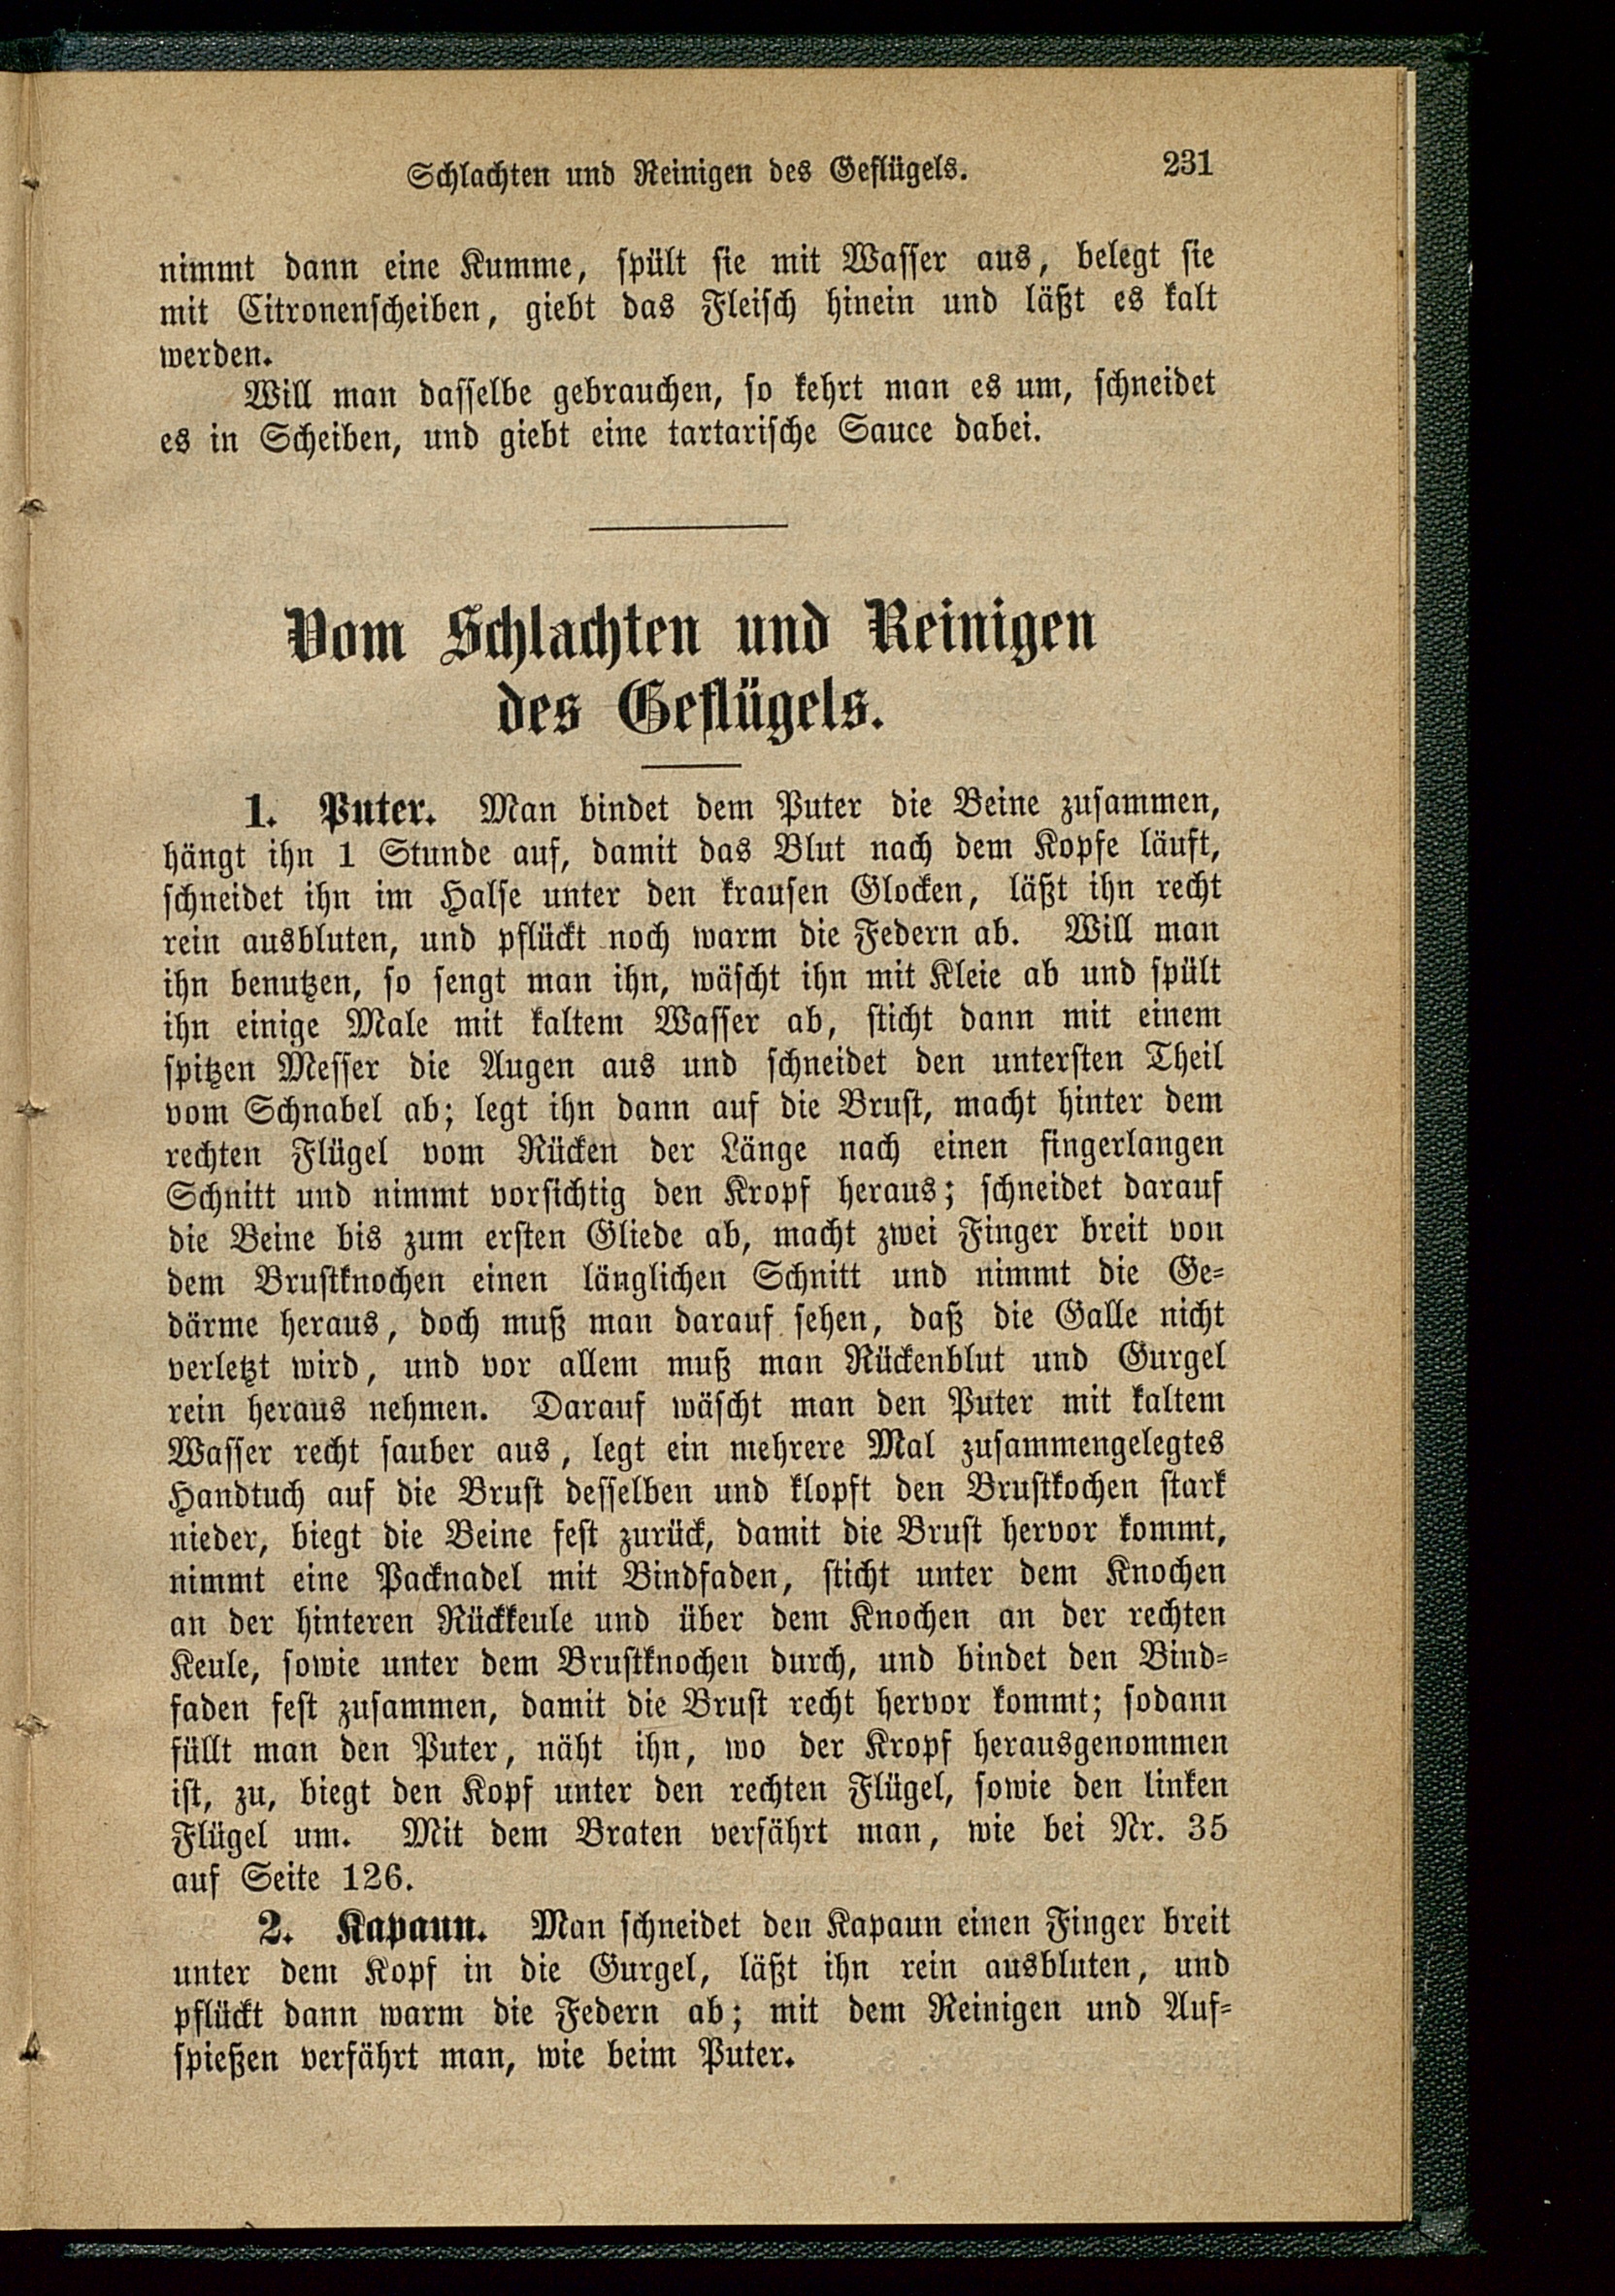 Schlachten und Reinigen des Geflügels. 231
nimmt dann eine Kumme, spült sie mit Wasser aus, belegt sie
mit Citronenscheiben, giebt das Fleisch hinein und läßt es kalt
werden.
Will man dasselbe gebrauchen, so kehrt man es um, schneidet
es in Scheiben, und giebt eine tartarische Sauce dabei.
Vom Schlachten und Reinigen
des Geflügels.
1. Puter. Man bindet dem Puter die Beine zusammen,
hängt ihn 1 Stunde auf, damit das Blut nach dem Kopfe läuft,
schneidet ihn im Halse unter den krausen Glocken, läßt ihn recht
rein ausbluten, und pflückt noch warm die Federn ab. Will man
ihn benutzen, so sengt man ihn, wäscht ihn mit Kleie ab und spült
ihn einige Male mit kaltem Wasser ab, sticht dann mit einem
spitzen Messer die Augen aus und schneidet den untersten Theil
vom Schnabel ab; legt ihn dann auf die Brust, macht hinter dem
rechten Flügel vom Rücken der Länge nach einen fingerlangen
Schnitt und nimmt vorsichtig den Kropf heraus; schneidet darauf
die Beine bis zum ersten Gliede ab, macht zwei Finger breit von
dem Brustknochen einen länglichen Schnitt und nimmt die Ge-
därme heraus, doch muß man darauf sehen, daß die Galle nicht
verletzt wird, und vor allem muß man Rückenblut und Gurgel
rein heraus nehmen. Darauf wäscht man den Puter mit kaltem
Wasser recht sauber aus, legt ein mehrere Mal zusammengelegtes
Handtuch auf die Brust desselben und klopft den Brustkochen stark
nieder, biegt die Beine fest zurück, damit die Brust hervor kommt,
nimmt eine Packnadel mit Bindfaden, sticht unter dem Knochen
an der hinteren Rückkeule und über dem Knochen an der rechten
Keule, sowie unter dem Brustknochen durch, und bindet den Bind-
faden fest zusammen, damit die Brust recht hervor kommt; sodann
füllt man den Puter, näht ihn, wo der Kropf herausgenommen
ist, zu, biegt den Kopf unter den rechten Flügel, sowie den linken
Flügel um. Mit dem Braten verfährt man, wie bei Nr. 35
auf Seite 126.
2. Kapaun. Man schneidet den Kapaun einen Finger breit
unter dem Kopf in die Gurgel, läßt ihn rein ausbluten, und
pflückt dann warm die Federn ab; mit dem Reinigen und Auf-
spießen verfährt man, wie beim Puter.